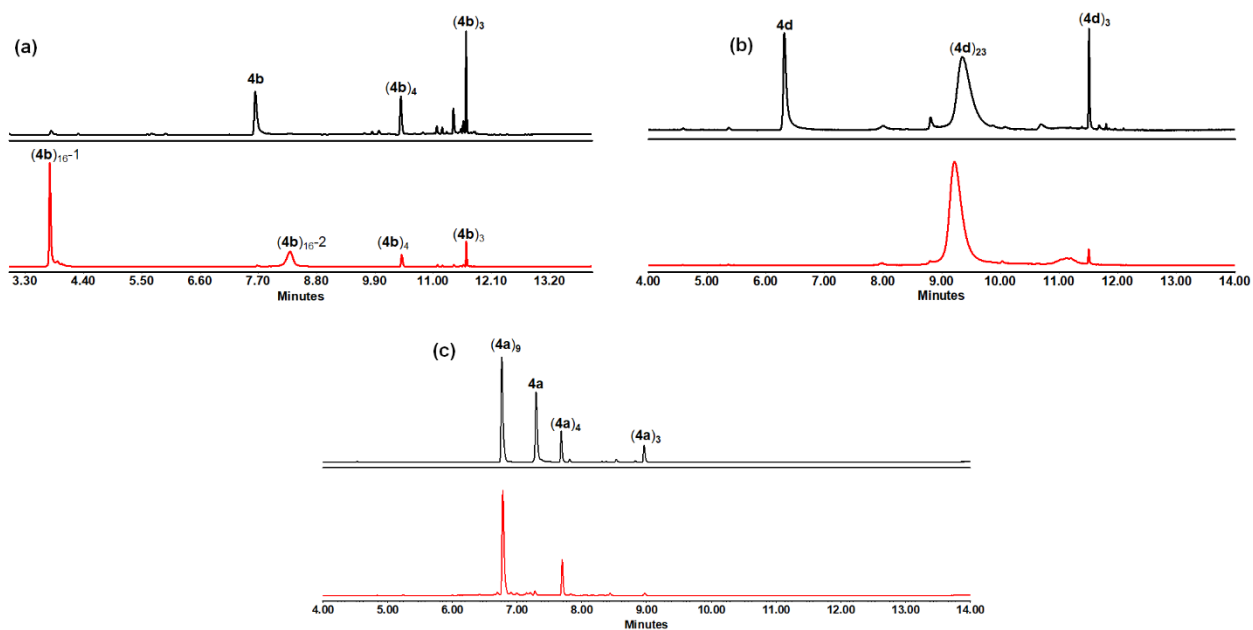 (a)
4b
(4b)₄
(4b)₃
(4b)₁₆-1
(4b)₁₆-2
(4b)₄
(4b)₃
3.30 4.40 5.50 6.60 7.70 8.80 9.90 11.00 12.10 13.20
Minutes
(b)
4d
(4d)₂₃
(4d)₃
4.00 5.00 6.00 7.00 8.00 9.00 10.00 11.00 12.00 13.00 14.00
Minutes
(c)
(4a)₉
4a
(4a)₄
(4a)₃
4.00 5.00 6.00 7.00 8.00 9.00 10.00 11.00 12.00 13.00 14.00
Minutes